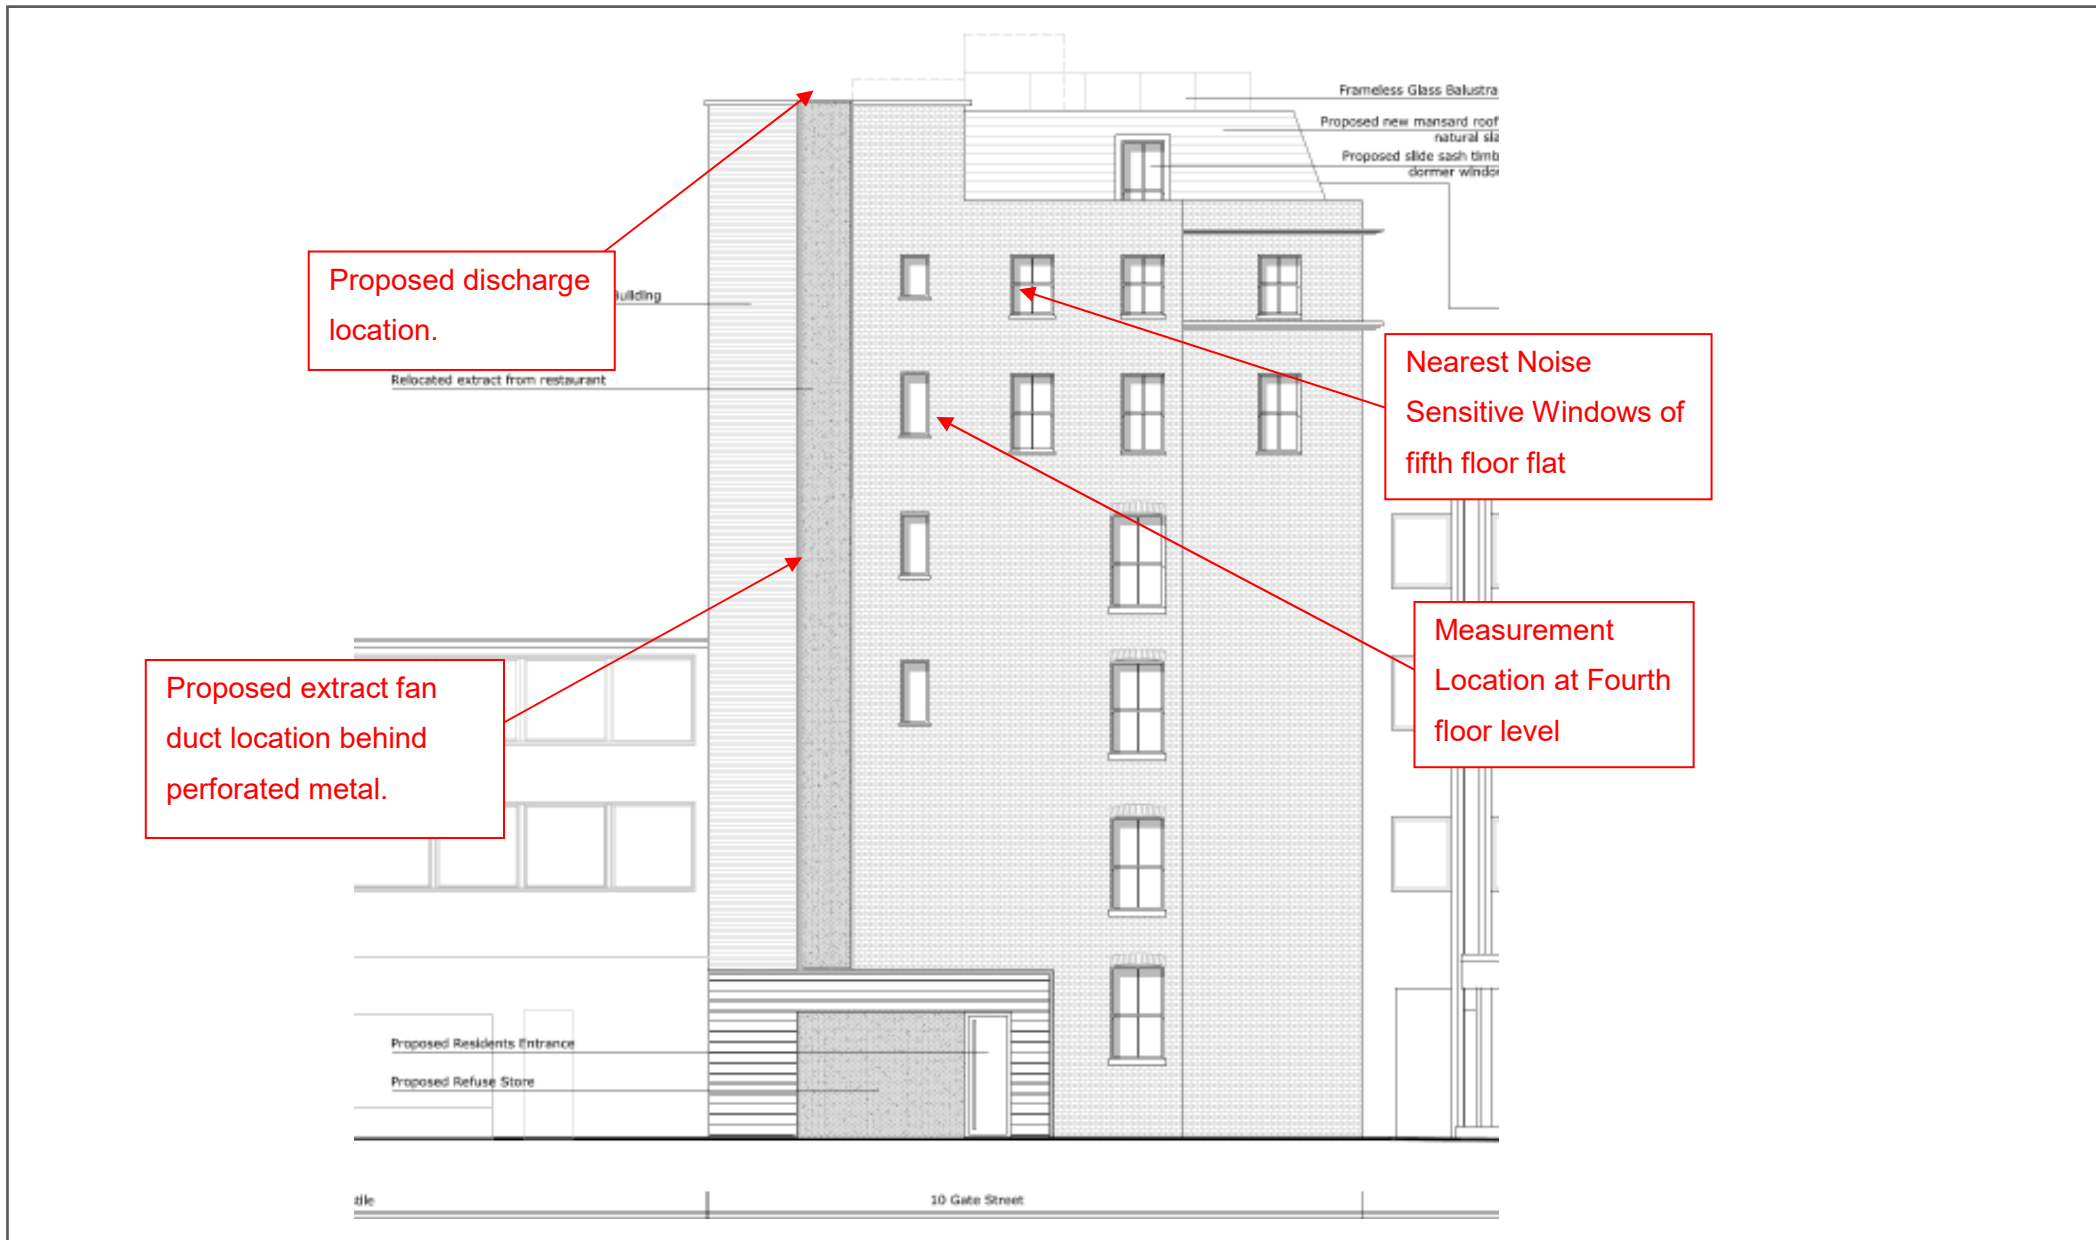 Frameless Glass Balustra
Proposed new mansard roof
natural sla
Proposed slide sash timb
dormer windo
Proposed discharge
location.
Building
Relocated extract from restaurant
Nearest Noise
Sensitive Windows of
fifth floor flat
Measurement
Location at Fourth
floor level
Proposed extract fan
duct location behind
perforated metal.
Proposed Residents Entrance
Proposed Refuse Store
10 Gate Street